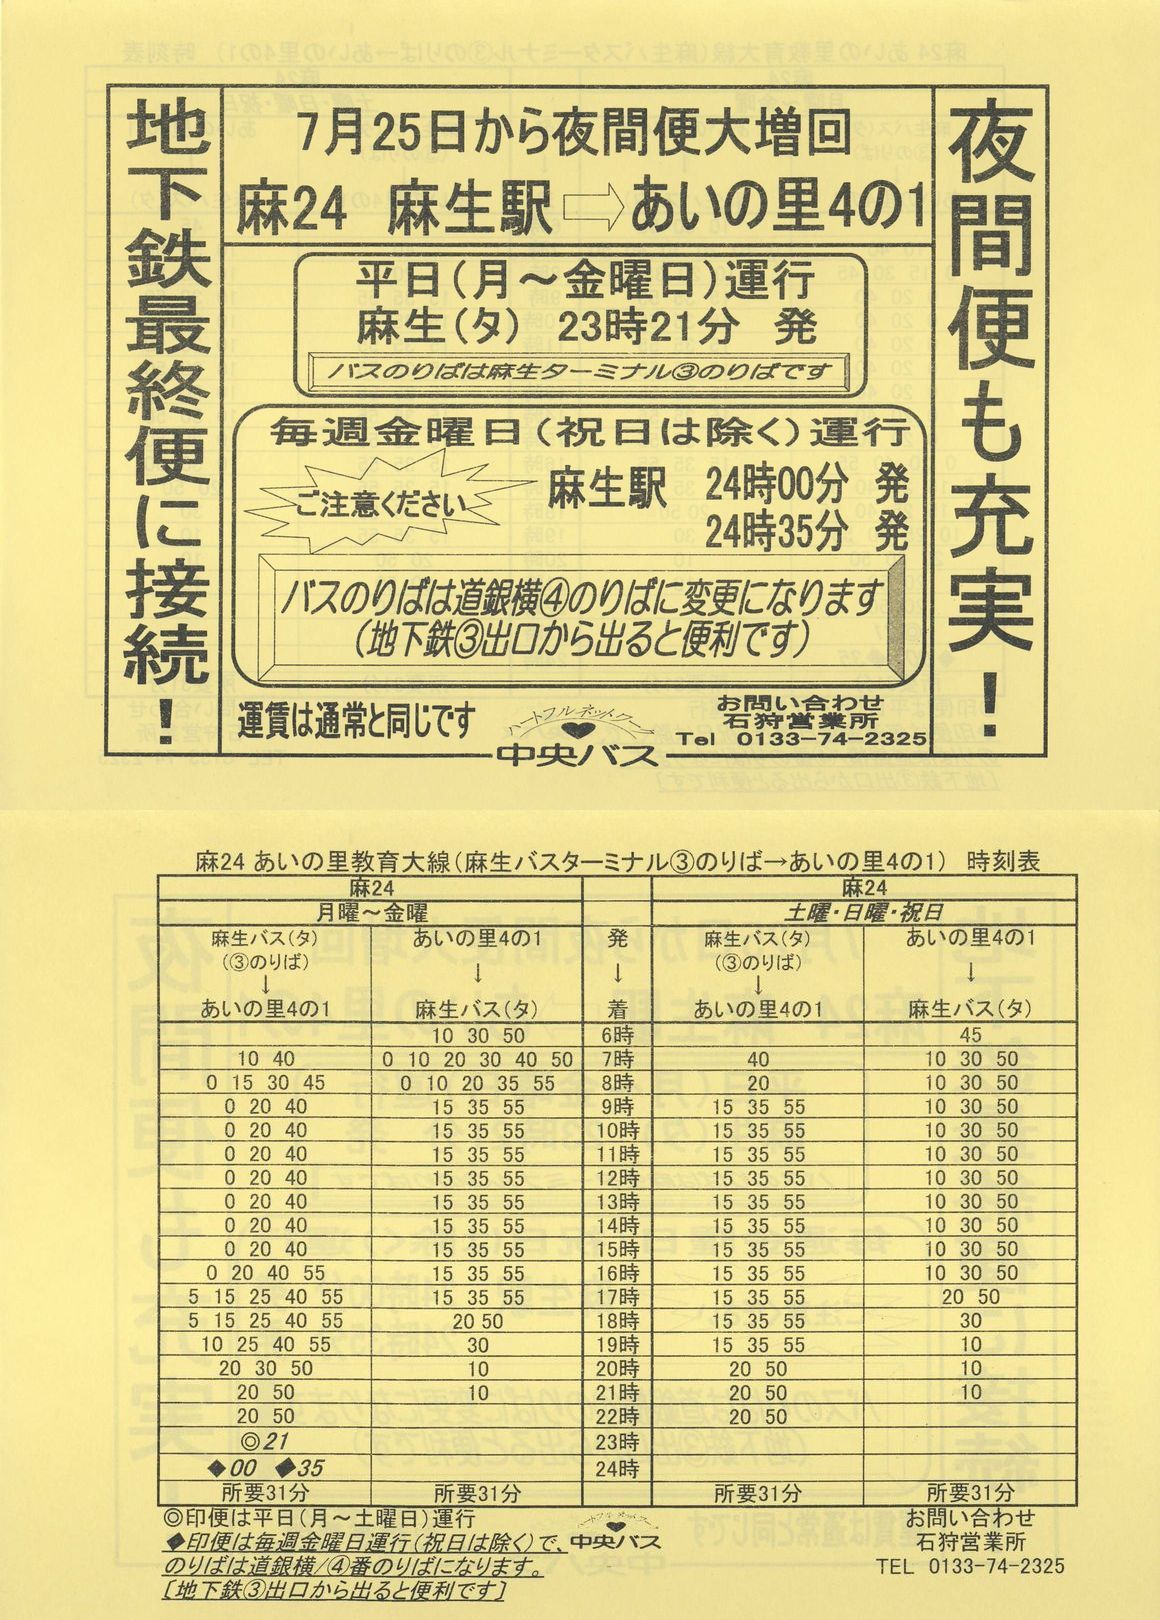 地下鉄最終便に接続！
7月25日から夜間便大増回
麻24 麻生駅⇨あいの里4の1
夜間便も充実！
平日(月～金曜日)運行
麻生(タ) 23時21分 発
バスのりばは麻生ターミナル③のりばです
毎週金曜日(祝日は除く)運行
ご注意ください
麻生駅 24時00分 発
24時35分 発
バスのりばは道銀横④のりばに変更になります
(地下鉄③出口から出ると便利です)
運賃は通常と同じです
ハートフルネットワーク
中央バス
お問い合わせ
石狩営業所
Tel 0133-74-2325
麻24 あいの里教育大線(麻生バスターミナル③のりば→あいの里4の1) 時刻表
麻24 麻24
月曜～金曜 土曜・日曜・祝日
麻生バス(タ) あいの里4の1 発 麻生バス(タ) あいの里4の1
(③のりば) (③のりば)
↓ ↓ ↓ ↓ ↓
あいの里4の1 麻生バス(タ) 着 あいの里4の1 麻生バス(タ)
10 30 50 6時 45
10 40 0 10 20 30 40 50 7時 40 10 30 50
0 15 30 45 0 10 20 35 55 8時 20 10 30 50
0 20 40 15 35 55 9時 15 35 55 10 30 50
0 20 40 15 35 55 10時 15 35 55 10 30 50
0 20 40 15 35 55 11時 15 35 55 10 30 50
0 20 40 15 35 55 12時 15 35 55 10 30 50
0 20 40 15 35 55 13時 15 35 55 10 30 50
0 20 40 15 35 55 14時 15 35 55 10 30 50
0 20 40 15 35 55 15時 15 35 55 10 30 50
0 20 40 55 15 35 55 16時 15 35 55 10 30 50
5 15 25 40 55 15 35 55 17時 15 35 55 20 50
5 15 25 40 55 20 50 18時 15 35 55 30
10 25 40 55 30 19時 15 35 55 10
20 30 50 10 20時 20 50 10
20 50 10 21時 20 50 10
20 50 22時 20 50
◎21 23時
◆00 ◆35 24時
所要31分 所要31分 所要31分 所要31分
◎印便は平日(月～土曜日)運行
◆印便は毎週金曜日運行(祝日は除く)で、
のりばは道銀横/④番のりばになります。
[地下鉄③出口から出ると便利です]
ハートフルネットワーク
中央バス
お問い合わせ
石狩営業所
TEL 0133-74-2325